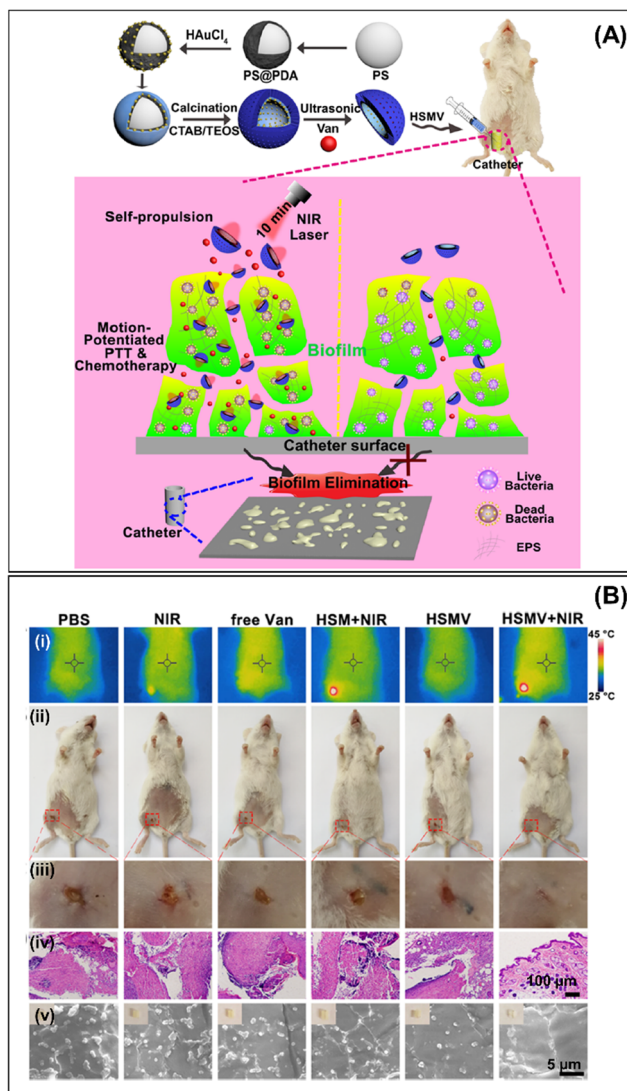 (A)
HAuCl4
PS@PDA
PS
Calcination
CTAB/TEOS
Ultrasonic
Van
HSMV
Catheter
Self-propulsion
10 min
NIR
Laser
Motion-
Potentiated
PTT &
Chemotherapy
Biofilm
Catheter surface
Biofilm Elimination
Catheter
Live
Bacteria
Dead
Bacteria
EPS
(B)
PBS NIR free Van HSM+NIR HSMV HSMV+NIR
(i)
45 °C
25 °C
(ii)
(iii)
(iv)
100 μm
(v)
5 μm